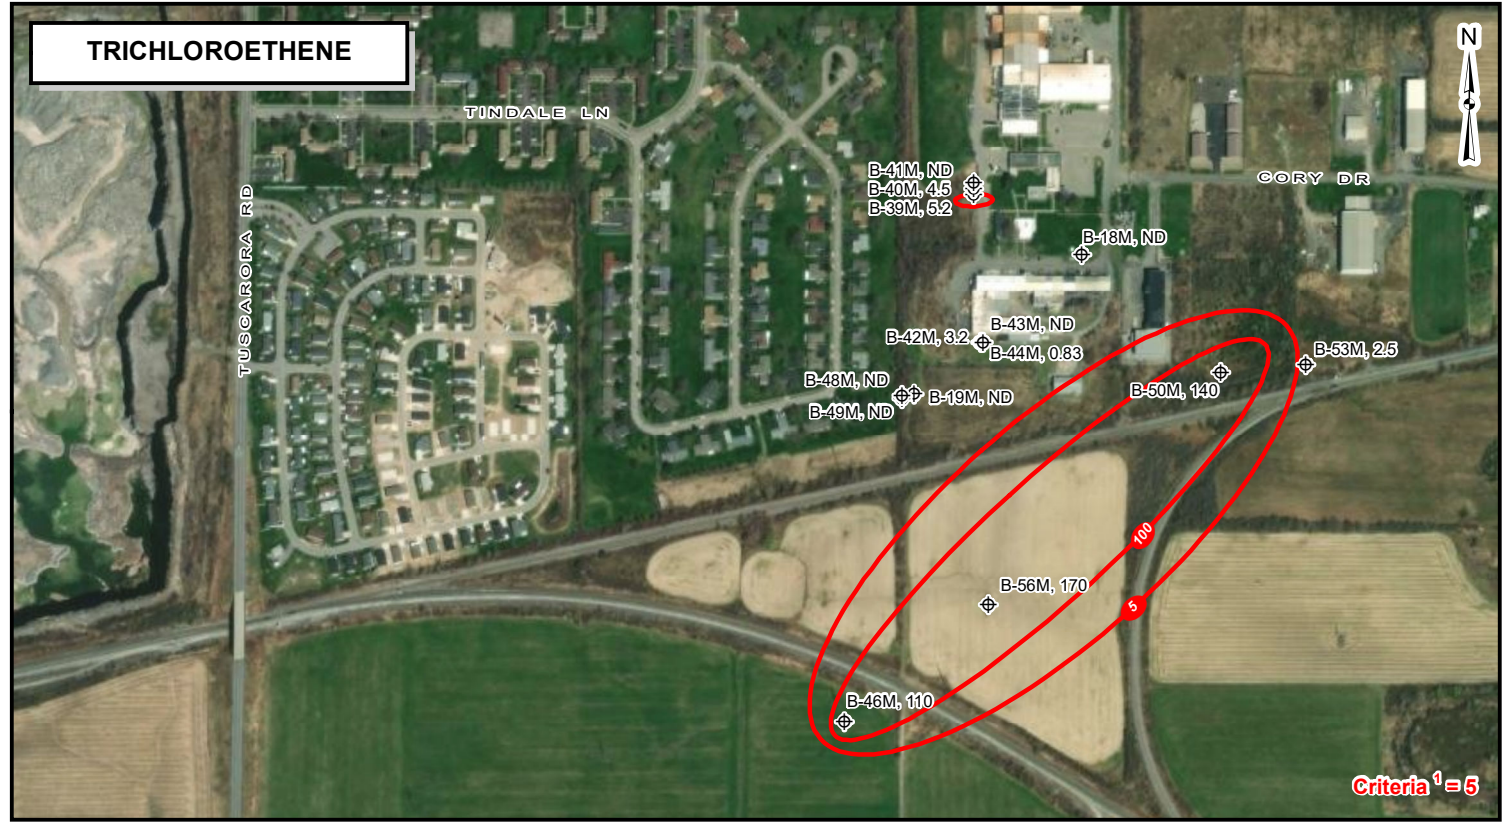 TRICHLOROETHENE
N
TINDALE LN
TUSCARORA RD
CORY DR
B-41M, ND
B-40M, 4.5
B-39M, 5.2
B-18M, ND
B-43M, ND
B-42M, 3.2
B-44M, 0.83
B-53M, 2.5
B-48M, ND
B-50M, 140
B-19M, ND
B-49M, ND
100
B-56M, 170
5
B-46M, 110
Criteria ¹ = 5